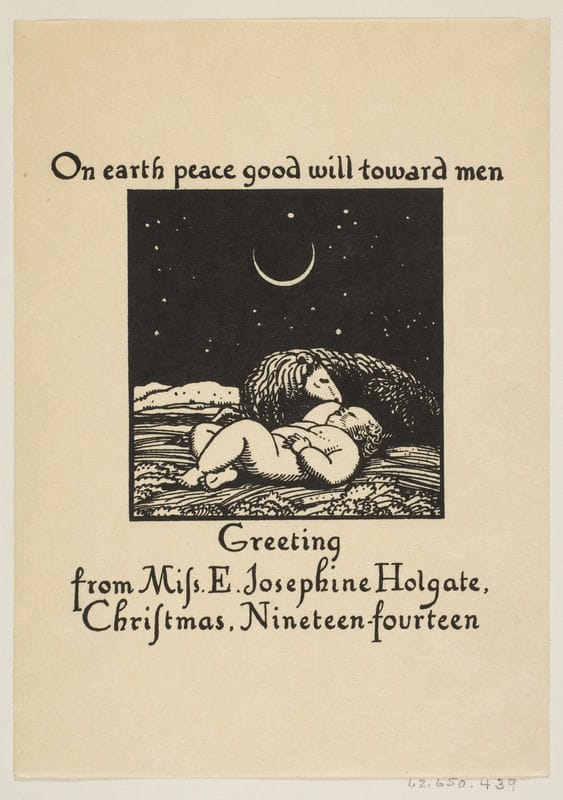 On earth peace good will toward men
Greeting
from Miſs. E. Josephine Holgate,
Chriſtmas, Nineteen-fourteen
62.650.439